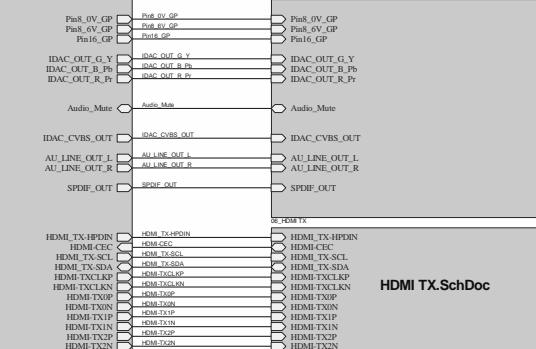 Pin8_0V_GP Pin8_0V_GP Pin8_0V_GP
Pin8_6V_GP Pin8_6V_GP Pin8_6V_GP
Pin16_GP Pin16_GP Pin16_GP
IDAC_OUT_G_Y IDAC_OUT_G_Y IDAC_OUT_G_Y
IDAC_OUT_B_Pb IDAC_OUT_B_Pb IDAC_OUT_B_Pb
IDAC_OUT_R_Pr IDAC_OUT_R_Pr IDAC_OUT_R_Pr
Audio_Mute Audio_Mute Audio_Mute
IDAC_CVBS_OUT IDAC_CVBS_OUT IDAC_CVBS_OUT
AU_LINE_OUT_L AU_LINE_OUT_L AU_LINE_OUT_L
AU_LINE_OUT_R AU_LINE_OUT_R AU_LINE_OUT_R
SPDIF_OUT SPDIF_OUT SPDIF_OUT
06_HDMI TX
HDMI_TX-HPDIN HDMI_TX-HPDIN HDMI_TX-HPDIN
HDMI-CEC HDMI-CEC HDMI-CEC
HDMI_TX-SCL HDMI_TX-SCL HDMI_TX-SCL
HDMI_TX-SDA HDMI_TX-SDA HDMI_TX-SDA
HDMI-TXCLKP HDMI-TXCLKP HDMI-TXCLKP
HDMI-TXCLKN HDMI-TXCLKN HDMI-TXCLKN HDMI TX.SchDoc
HDMI-TX0P HDMI-TX0P HDMI-TX0P
HDMI-TX0N HDMI-TX0N HDMI-TX0N
HDMI-TX1P HDMI-TX1P HDMI-TX1P
HDMI-TX1N HDMI-TX1N HDMI-TX1N
HDMI-TX2P HDMI-TX2P HDMI-TX2P
HDMI-TX2N HDMI-TX2N HDMI-TX2N